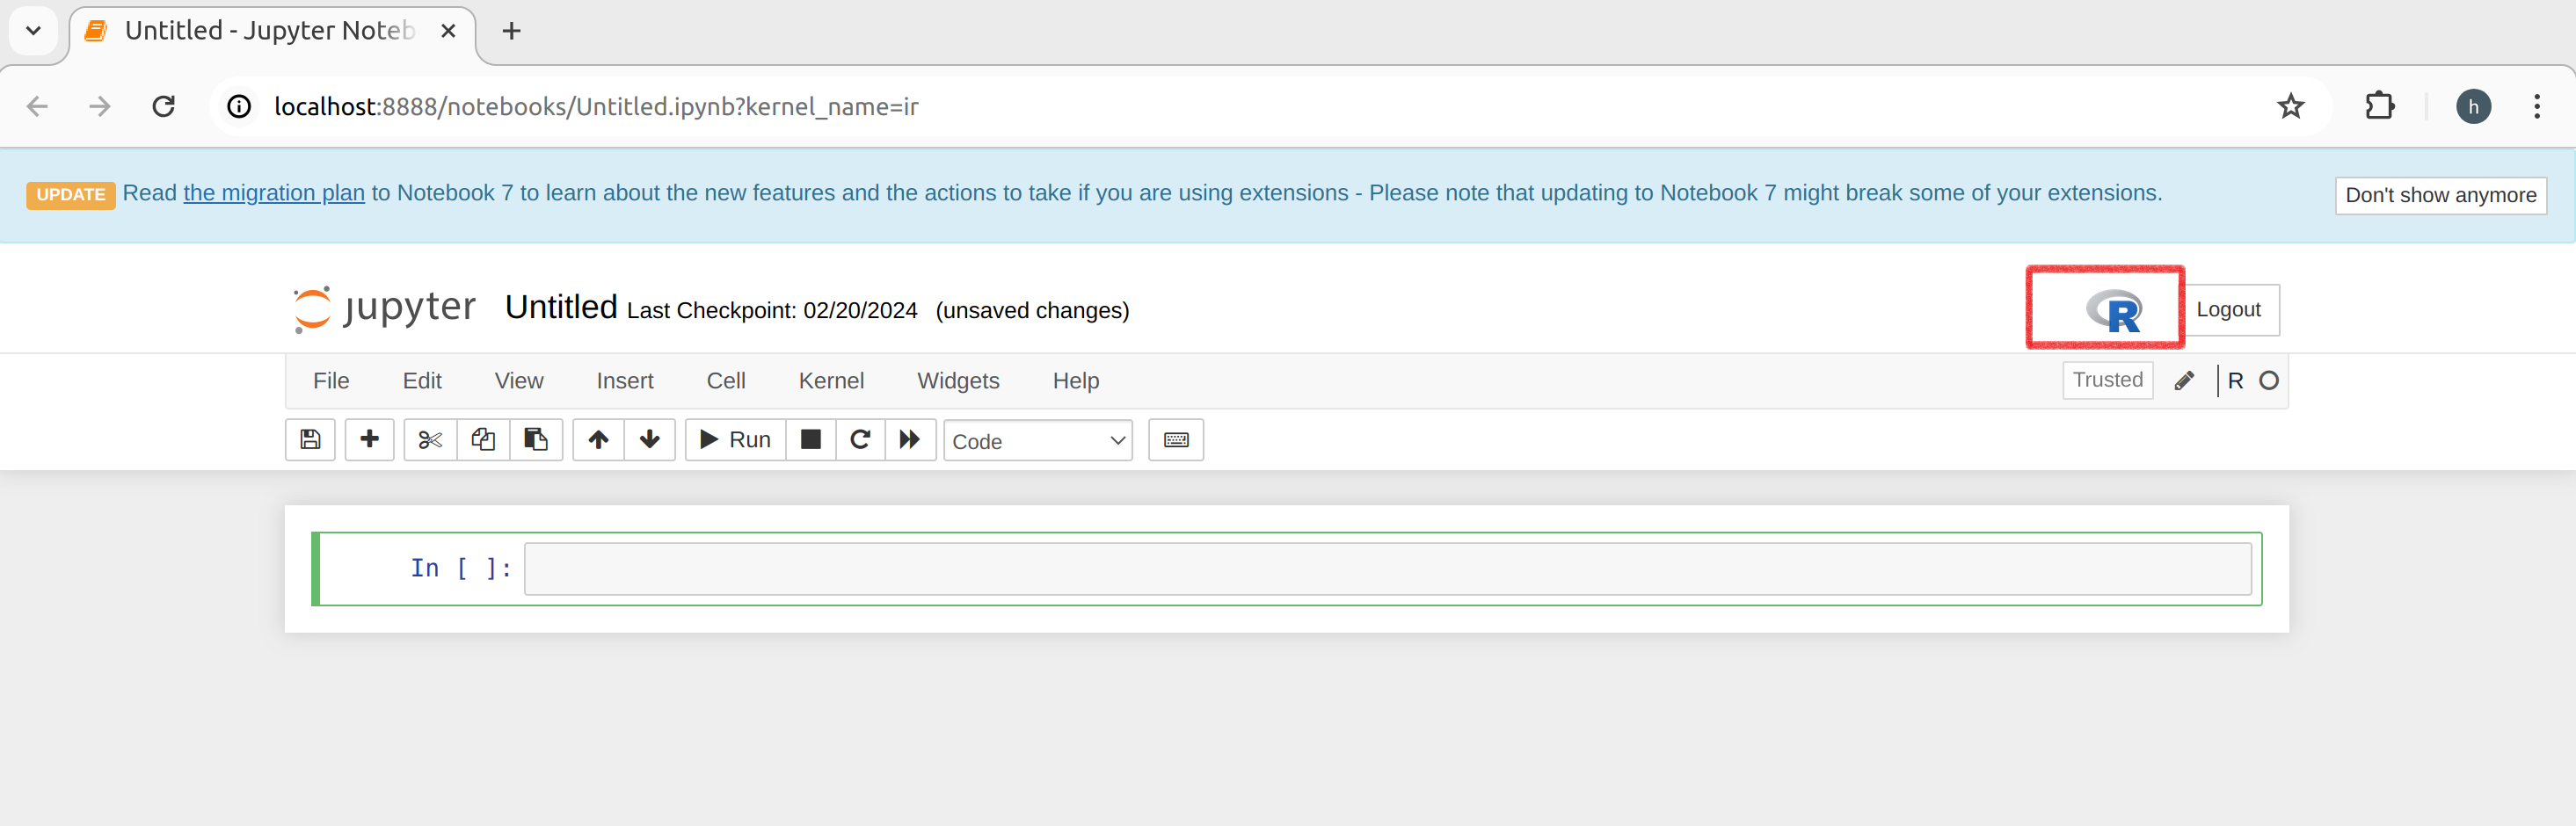 Untitled - Jupyter Noteb
localhost:8888/notebooks/Untitled.ipynb?kernel_name=ir
h
UPDATE Read the migration plan to Notebook 7 to learn about the new features and the actions to take if you are using extensions - Please note that updating to Notebook 7 might break some of your extensions.
Don't show anymore
jupyter Untitled Last Checkpoint: 02/20/2024 (unsaved changes)
R
Logout
File Edit View Insert Cell Kernel Widgets Help
Trusted
R
Run
Code
In [ ]: